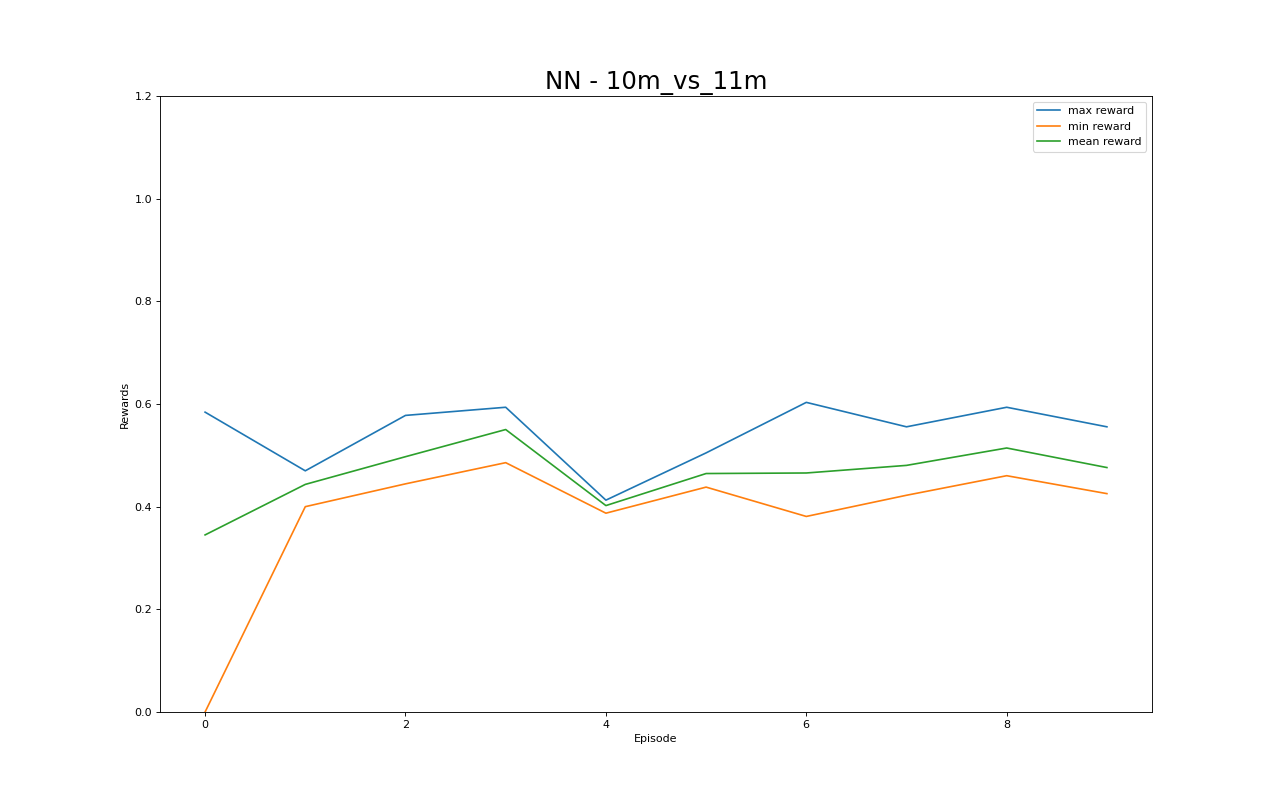 NN - 10m_vs_11m
max reward
min reward
mean reward
1.2
1.0
0.8
0.6
0.4
0.2
0.0
Rewards
0 2 4 6 8
Episode